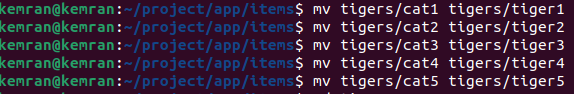 kemran@kemran:~/project/app/items$ mv tigers/cat1 tigers/tiger1
kemran@kemran:~/project/app/items$ mv tigers/cat2 tigers/tiger2
kemran@kemran:~/project/app/items$ mv tigers/cat3 tigers/tiger3
kemran@kemran:~/project/app/items$ mv tigers/cat4 tigers/tiger4
kemran@kemran:~/project/app/items$ mv tigers/cat5 tigers/tiger5